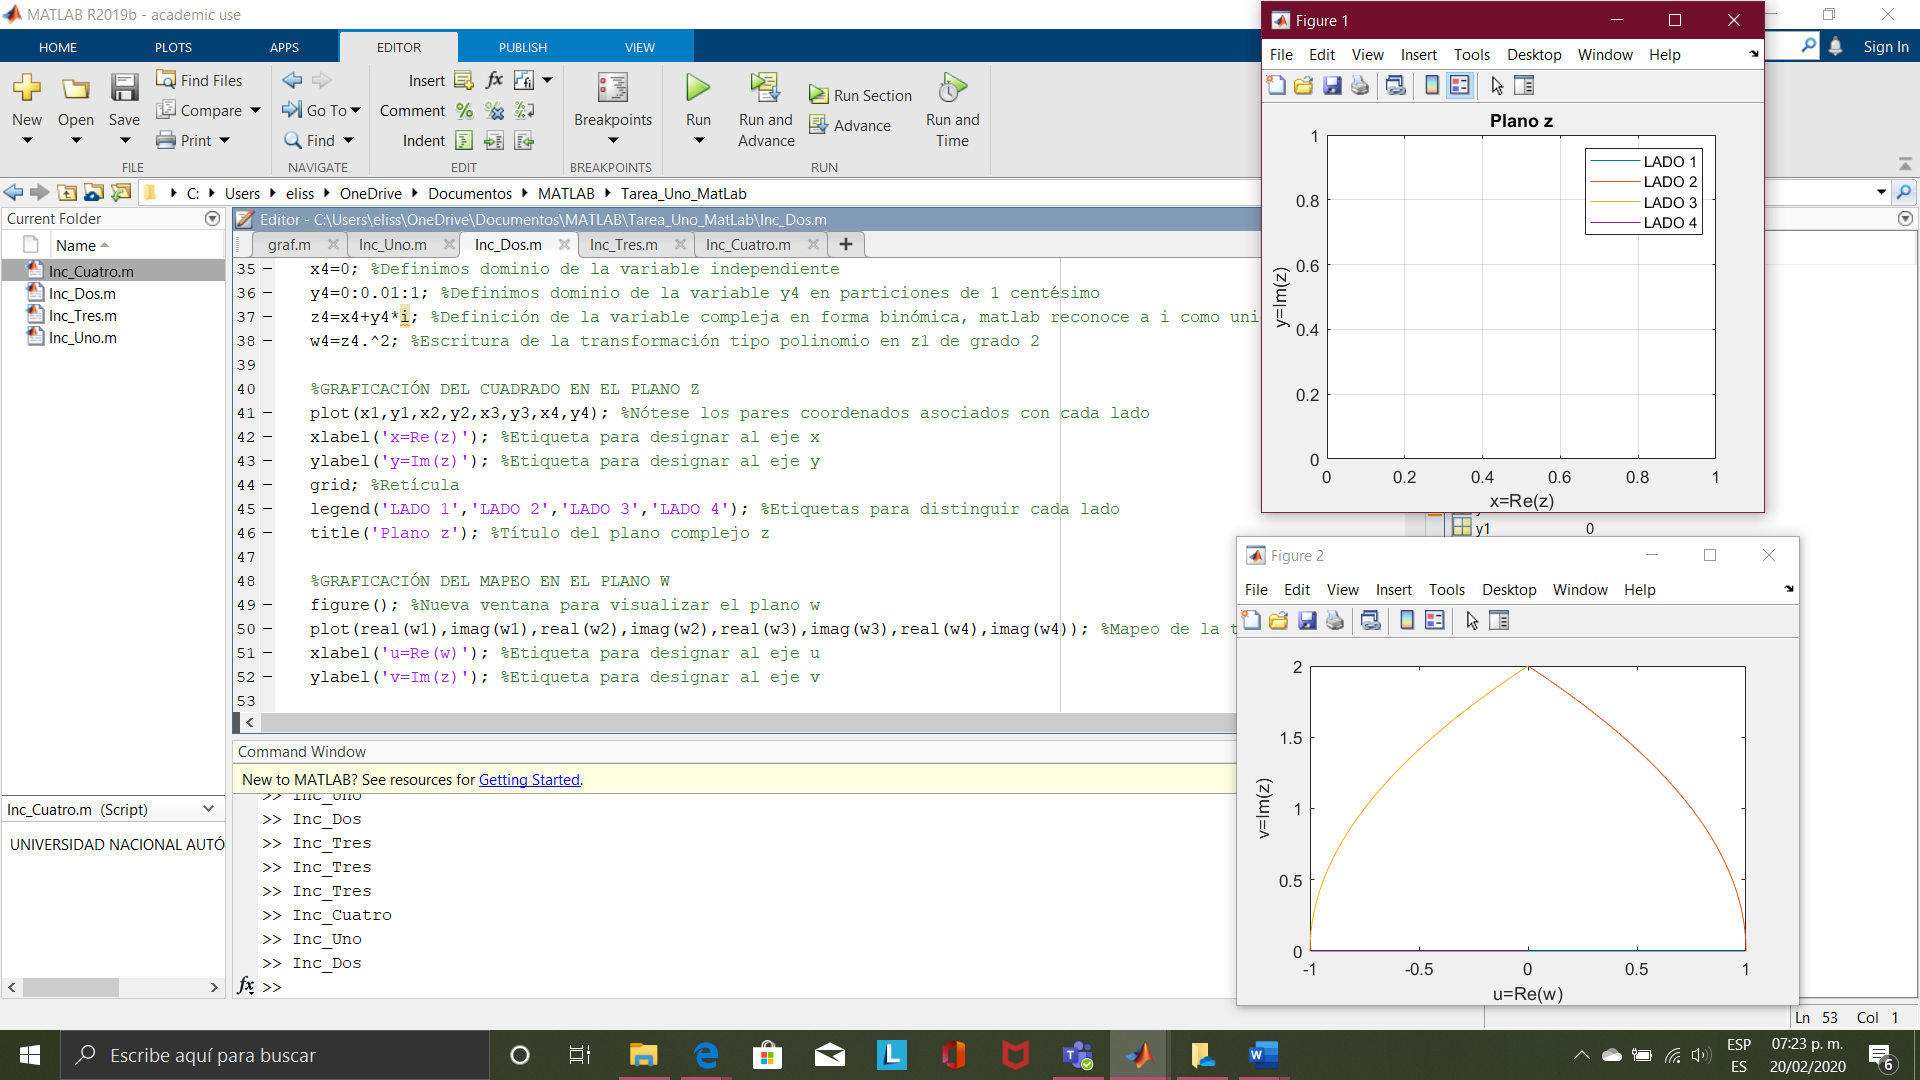 MATLAB R2019b - academic use
HOME PLOTS APPS EDITOR PUBLISH VIEW
Sign In
New Open Save Find Files Compare Print
FILE
Go To Find
NAVIGATE
Insert fx
Comment
Indent
EDIT
Breakpoints
BREAKPOINTS
Run Run and Advance Run Section Advance Run and Time
RUN
C: Users eliss OneDrive Documentos MATLAB Tarea_Uno_MatLab
Current Folder
Name
Inc_Cuatro.m
Inc_Dos.m
Inc_Tres.m
Inc_Uno.m
Inc_Cuatro.m (Script)
UNIVERSIDAD NACIONAL AUTÓ
Editor - C:\Users\eliss\OneDrive\Documentos\MATLAB\Tarea_Uno_MatLab\Inc_Dos.m
graf.m Inc_Uno.m Inc_Dos.m Inc_Tres.m Inc_Cuatro.m
35 x4=0; %Definimos dominio de la variable independiente
36 y4=0:0.01:1; %Definimos dominio de la variable y4 en particiones de 1 centésimo
37 z4=x4+y4*i; %Definición de la variable compleja en forma binómica, matlab reconoce a i como uni
38 w4=z4.^2; %Escritura de la transformación tipo polinomio en z1 de grado 2
39
40 %GRAFICACIÓN DEL CUADRADO EN EL PLANO Z
41 plot(x1,y1,x2,y2,x3,y3,x4,y4); %Nótese los pares coordenados asociados con cada lado
42 xlabel('x=Re(z)'); %Etiqueta para designar al eje x
43 ylabel('y=Im(z)'); %Etiqueta para designar al eje y
44 grid; %Retícula
45 legend('LADO 1','LADO 2','LADO 3','LADO 4'); %Etiquetas para distinguir cada lado
46 title('Plano z'); %Título del plano complejo z
47
48 %GRAFICACIÓN DEL MAPEO EN EL PLANO W
49 figure(); %Nueva ventana para visualizar el plano w
50 plot(real(w1),imag(w1),real(w2),imag(w2),real(w3),imag(w3),real(w4),imag(w4)); %Mapeo de la t
51 xlabel('u=Re(w)'); %Etiqueta para designar al eje u
52 ylabel('v=Im(z)'); %Etiqueta para designar al eje v
53
Command Window
New to MATLAB? See resources for Getting Started.
>> Inc_Uno
>> Inc_Dos
>> Inc_Tres
>> Inc_Tres
>> Inc_Tres
>> Inc_Cuatro
>> Inc_Uno
>> Inc_Dos
fx >>
Figure 1
File Edit View Insert Tools Desktop Window Help
Plano z
LADO 1
LADO 2
LADO 3
LADO 4
1
0.8
0.6
0.4
0.2
0
y=Im(z)
0 0.2 0.4 0.6 0.8 1
x=Re(z)
y1 0
Figure 2
File Edit View Insert Tools Desktop Window Help
2
1.5
1
0.5
0
v=Im(z)
-1 -0.5 0 0.5 1
u=Re(w)
Ln 53 Col 1
Escribe aquí para buscar
ESP
ES
07:23 p. m.
20/02/2020
6